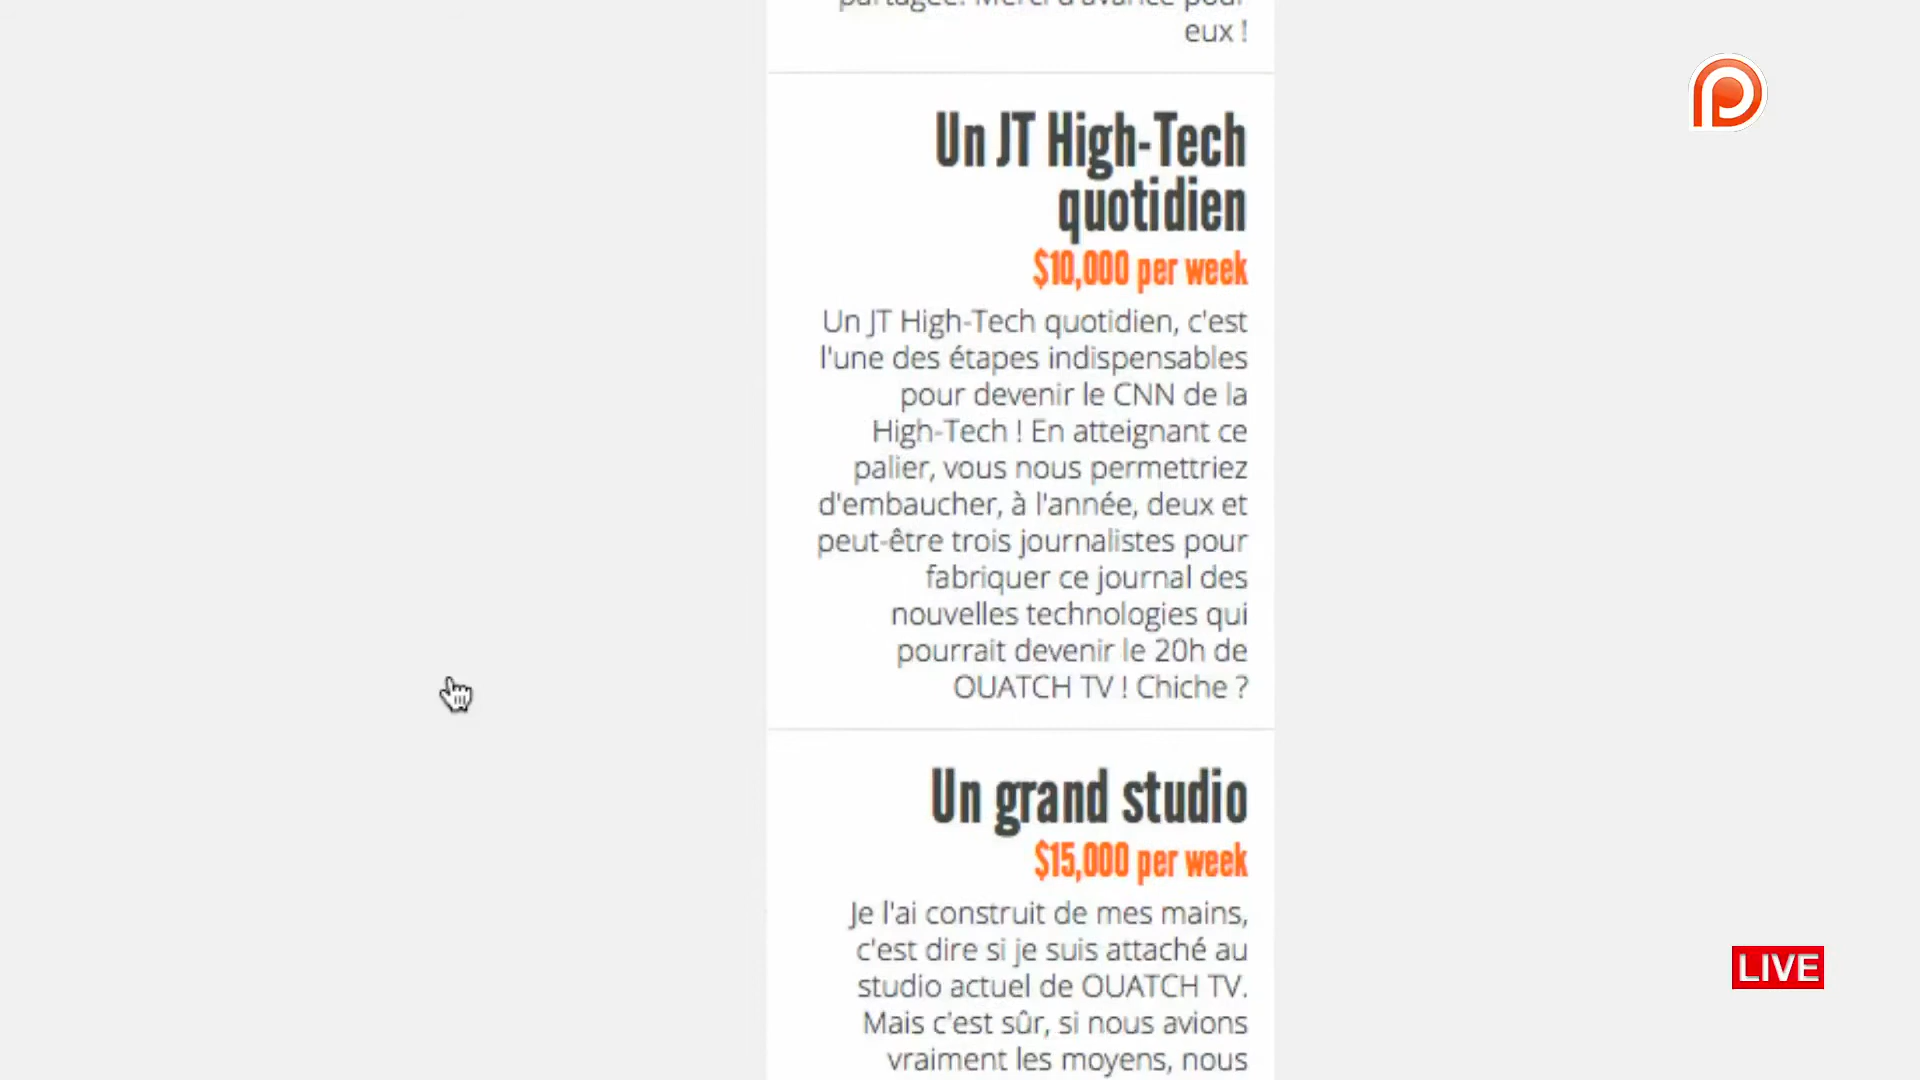 partagée. Merci d'avance pour
eux !
Un JT High-Tech
quotidien
$10,000 per week
Un JT High-Tech quotidien, c'est
l'une des étapes indispensables
pour devenir le CNN de la
High-Tech ! En atteignant ce
palier, vous nous permettriez
d'embaucher, à l'année, deux et
peut-être trois journalistes pour
fabriquer ce journal des
nouvelles technologies qui
pourrait devenir le 20h de
OUATCH TV ! Chiche ?
Un grand studio
$15,000 per week
Je l'ai construit de mes mains,
c'est dire si je suis attaché au
studio actuel de OUATCH TV.
Mais c'est sûr, si nous avions
vraiment les moyens, nous
LIVE